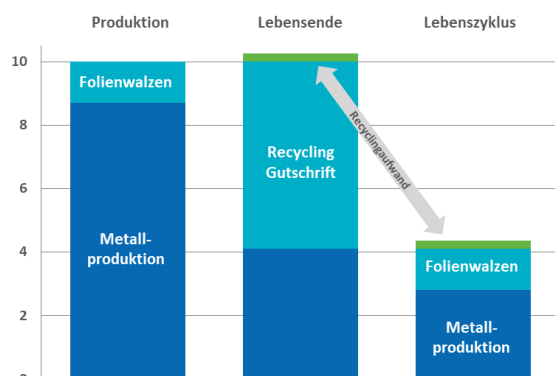 Produktion
Lebensende
Lebenszyklus
10
8
6
4
2
0
Folienwalzen
Metall-
produktion
Recycling
Gutschrift
Recyclingaufwand
Folienwalzen
Metall-
produktion